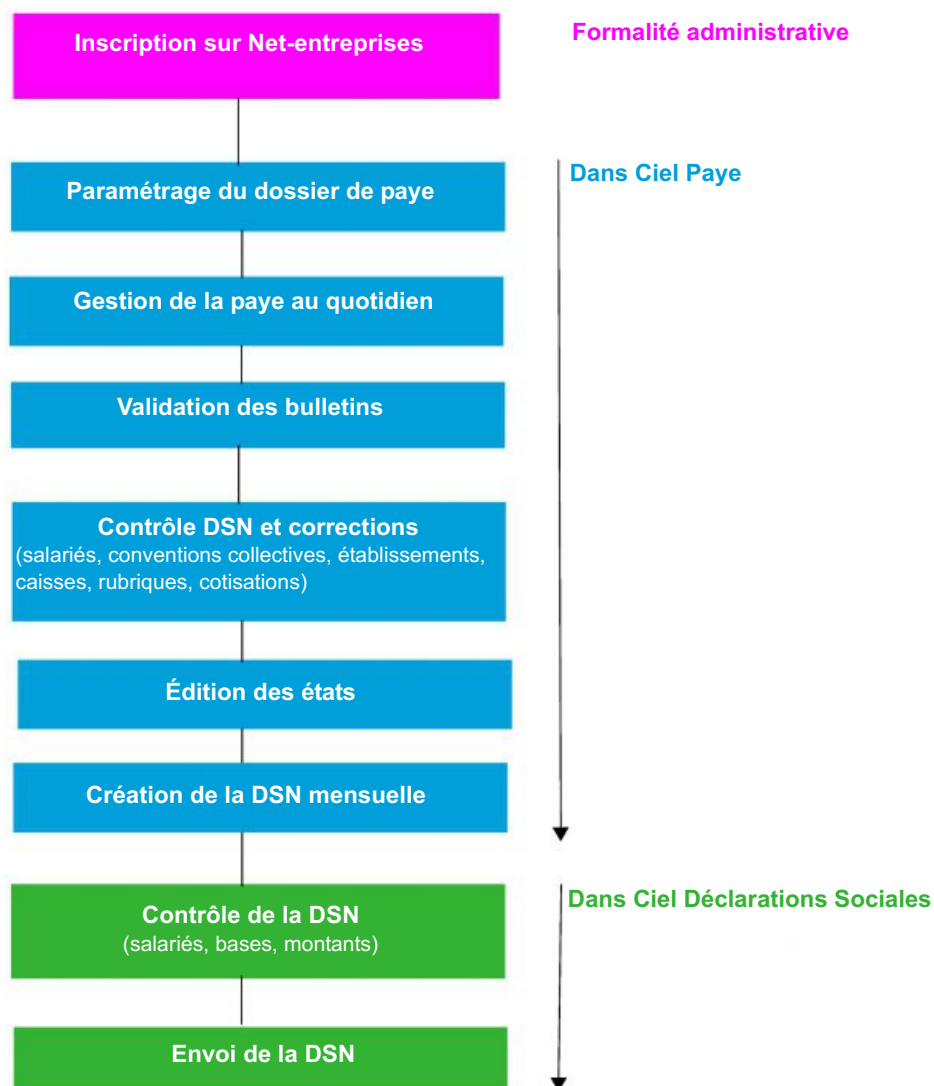 Inscription sur Net-entreprises
Formalité administrative
Paramétrage du dossier de paye
Dans Ciel Paye
Gestion de la paye au quotidien
Validation des bulletins
Contrôle DSN et corrections
(salariés, conventions collectives, établissements,
caisses, rubriques, cotisations)
Édition des états
Création de la DSN mensuelle
Contrôle de la DSN
(salariés, bases, montants)
Dans Ciel Déclarations Sociales
Envoi de la DSN